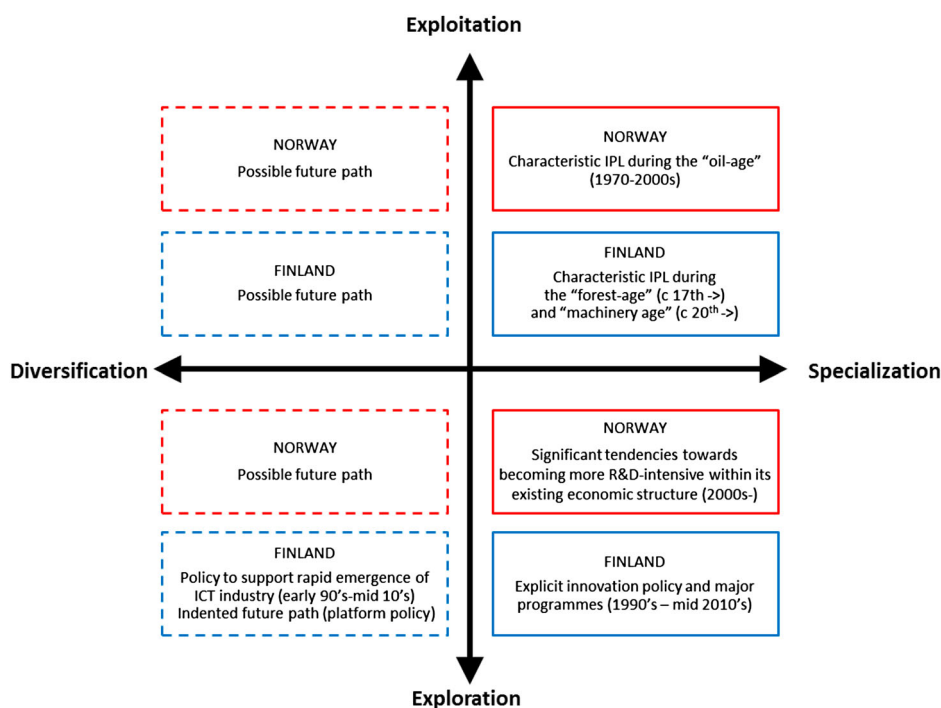 Exploitation
NORWAY
Possible future path
NORWAY
Characteristic IPL during the “oil-age”
(1970-2000s)
FINLAND
Possible future path
FINLAND
Characteristic IPL during
the “forest-age” (c 17th ->)
and “machinery age” (c 20th ->)
Diversification
Specialization
NORWAY
Possible future path
NORWAY
Significant tendencies towards
becoming more R&D-intensive within its
existing economic structure (2000s-)
FINLAND
Policy to support rapid emergence of
ICT industry (early 90’s-mid 10’s)
Indented future path (platform policy)
FINLAND
Explicit innovation policy and major
programmes (1990’s – mid 2010’s)
Exploration